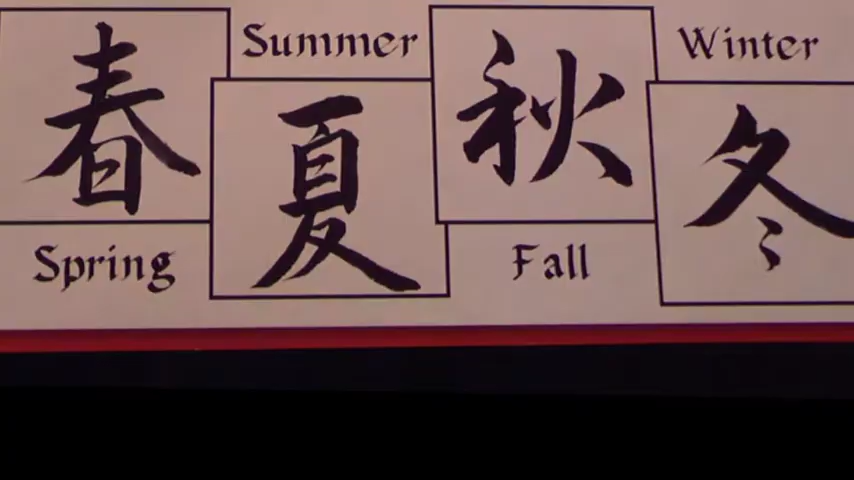 春
Spring
Summer
夏
秋
Fall
Winter
冬